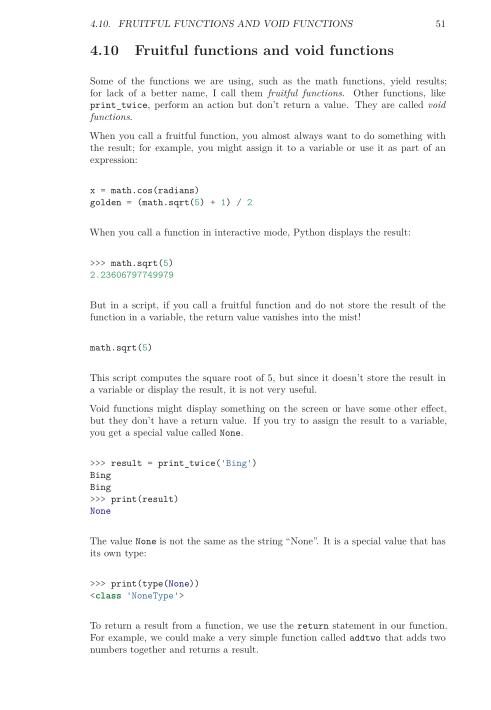 4.10. FRUITFUL FUNCTIONS AND VOID FUNCTIONS 51
4.10 Fruitful functions and void functions
Some of the functions we are using, such as the math functions, yield results;
for lack of a better name, I call them fruitful functions. Other functions, like
print_twice, perform an action but don't return a value. They are called void
functions.
When you call a fruitful function, you almost always want to do something with
the result; for example, you might assign it to a variable or use it as part of an
expression:
x = math.cos(radians)
golden = (math.sqrt(5) + 1) / 2
When you call a function in interactive mode, Python displays the result:
>>> math.sqrt(5)
2.23606797749979
But in a script, if you call a fruitful function and do not store the result of the
function in a variable, the return value vanishes into the mist!
math.sqrt(5)
This script computes the square root of 5, but since it doesn't store the result in
a variable or display the result, it is not very useful.
Void functions might display something on the screen or have some other effect,
but they don't have a return value. If you try to assign the result to a variable,
you get a special value called None.
>>> result = print_twice('Bing')
Bing
Bing
>>> print(result)
None
The value None is not the same as the string “None”. It is a special value that has
its own type:
>>> print(type(None))
<class 'NoneType'>
To return a result from a function, we use the return statement in our function.
For example, we could make a very simple function called addtwo that adds two
numbers together and returns a result.